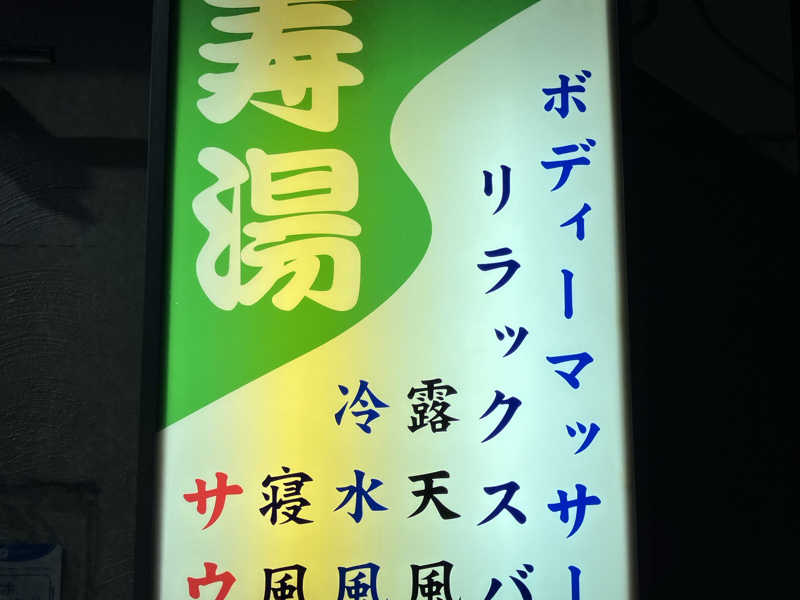 寿湯
ボディーマッサー
リラックスバ
露天風
冷水風
寝風
サウ